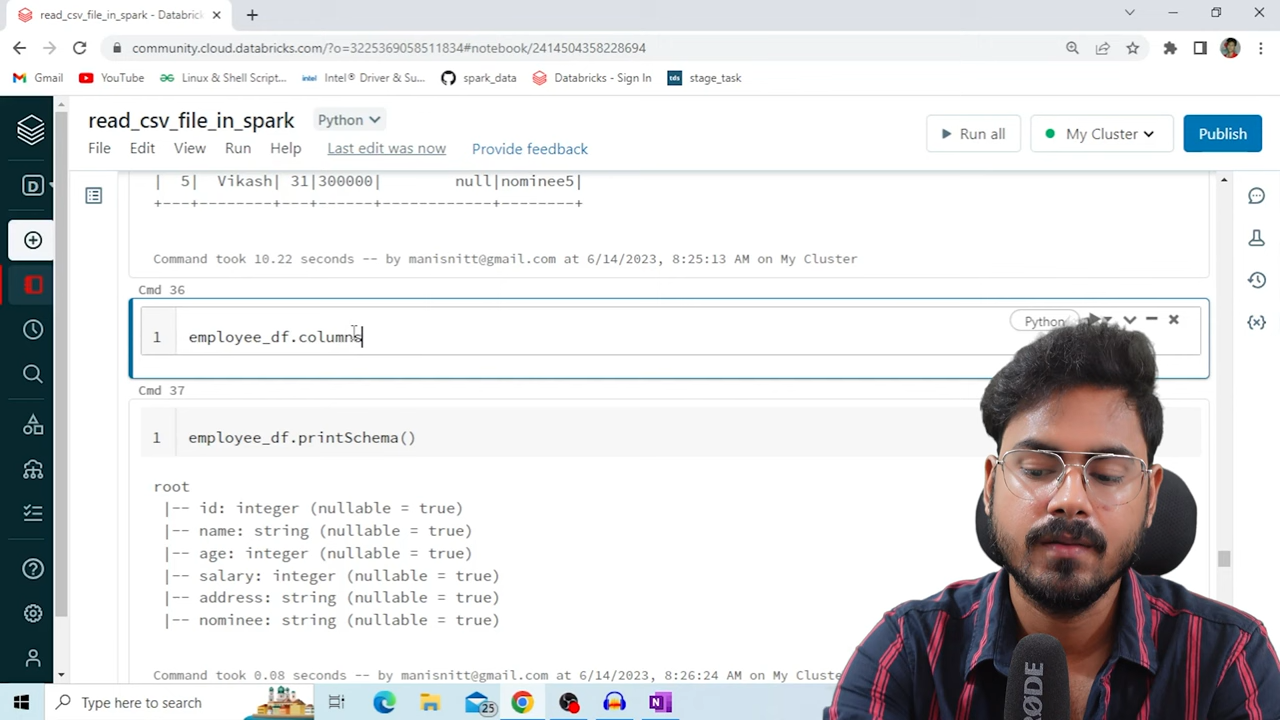 read_csv_file_in_spark - Databric
community.cloud.databricks.com/?o=3225369058511834#notebook/2414504358228694
Gmail YouTube Linux & Shell Script... Intel® Driver & Su... spark_data Databricks - Sign In tds stage_task
read_csv_file_in_spark Python
Run all My Cluster Publish
File Edit View Run Help Last edit was now Provide feedback
D
| 5| Vikash| 31|300000| null|nominee5|
+---+--------+---+------+------------+--------+
Command took 10.22 seconds -- by manisnitt@gmail.com at 6/14/2023, 8:25:13 AM on My Cluster
Cmd 36
Python
1 employee_df.columns
Cmd 37
1 employee_df.printSchema()
root
|-- id: integer (nullable = true)
|-- name: string (nullable = true)
|-- age: integer (nullable = true)
|-- salary: integer (nullable = true)
|-- address: string (nullable = true)
|-- nominee: string (nullable = true)
Command took 0.08 seconds -- by manisnitt@gmail.com at 6/14/2023, 8:26:24 AM on My Cluste
RØDE
Type here to search 25